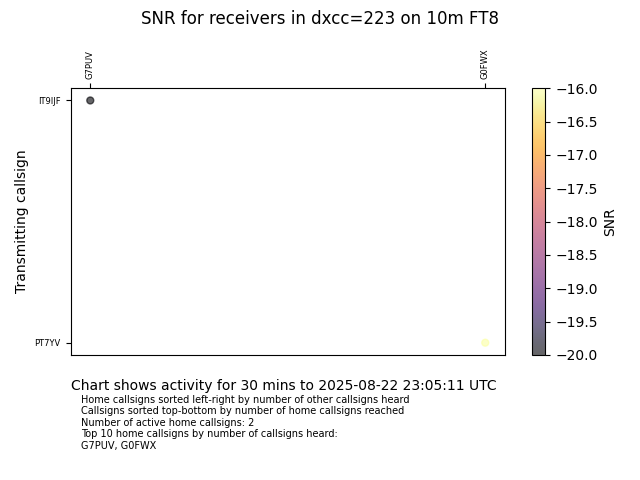 SNR for receivers in dxcc=223 on 10m FT8
G7PUV
G0FWX
IT9IJF
PT7YV
Transmitting callsign
−16.0
−16.5
−17.0
−17.5
−18.0
−18.5
−19.0
−19.5
−20.0
SNR
Chart shows activity for 30 mins to 2025-08-22 23:05:11 UTC
Home callsigns sorted left-right by number of other callsigns heard
Callsigns sorted top-bottom by number of home callsigns reached
Number of active home callsigns: 2
Top 10 home callsigns by number of callsigns heard:
G7PUV, G0FWX